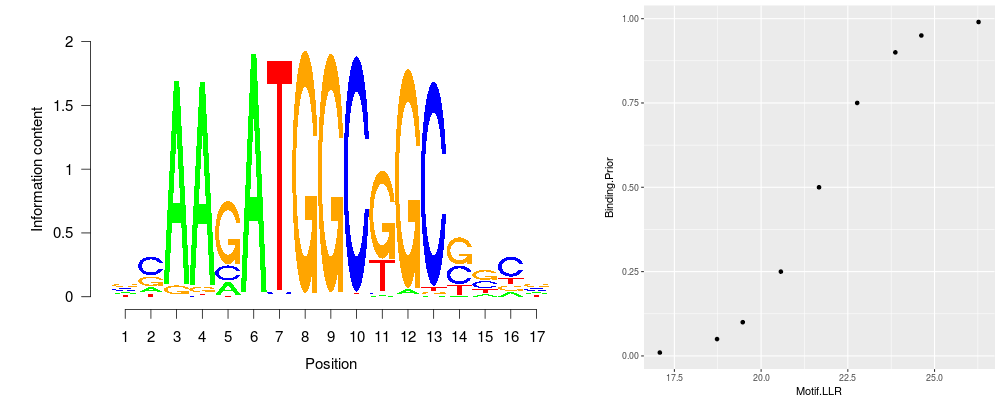 Information content
2
1.5
1
0.5
0
C A A G A T G G C G G C G G C
1 2 3 4 5 6 7 8 9 10 11 12 13 14 15 16 17
Position
Binding.Prior
1.00
0.75
0.50
0.25
0.00
17.5 20.0 22.5 25.0
Motif.LLR